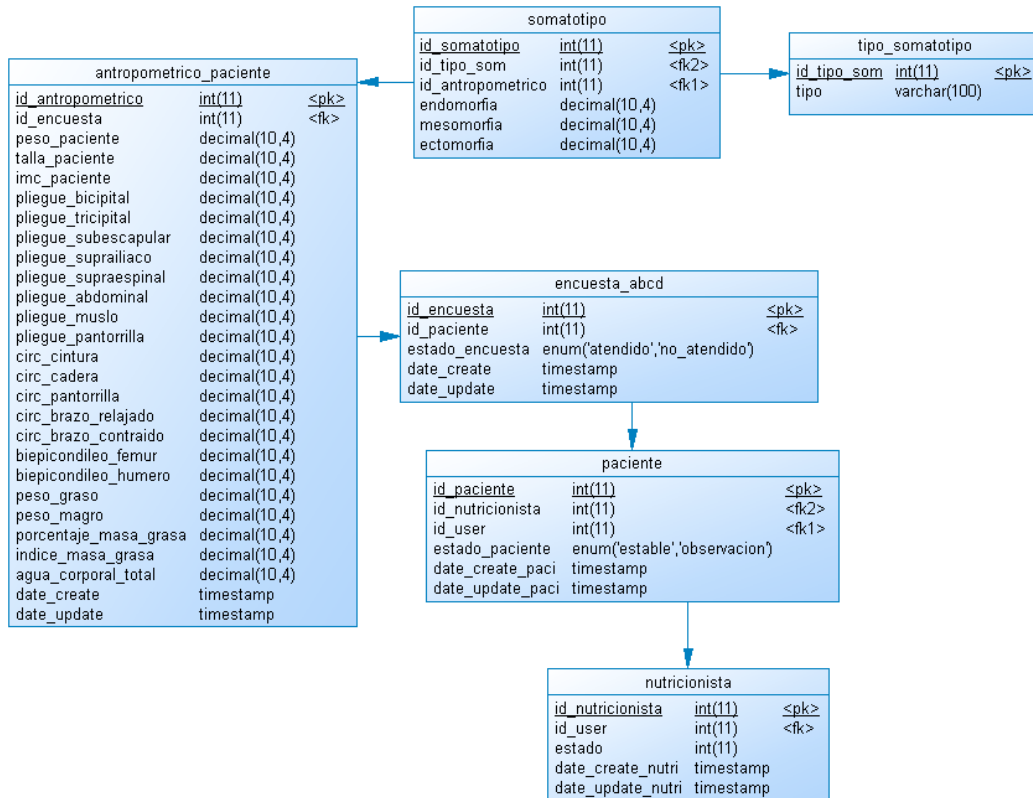 somatotipo
id_somatotipo int(11) <pk>
id_tipo_som int(11) <fk2>
id_antropometrico int(11) <fk1>
endomorfia decimal(10,4)
mesomorfia decimal(10,4)
ectomorfia decimal(10,4)
tipo_somatotipo
id_tipo_som int(11) <pk>
tipo varchar(100)
antropometrico_paciente
id_antropometrico int(11) <pk>
id_encuesta int(11) <fk>
peso_paciente decimal(10,4)
talla_paciente decimal(10,4)
imc_paciente decimal(10,4)
pliegue_bicipital decimal(10,4)
pliegue_tricipital decimal(10,4)
pliegue_subescapular decimal(10,4)
pliegue_suprailiaco decimal(10,4)
pliegue_supraespinal decimal(10,4)
pliegue_abdominal decimal(10,4)
pliegue_muslo decimal(10,4)
pliegue_pantorrilla decimal(10,4)
circ_cintura decimal(10,4)
circ_cadera decimal(10,4)
circ_pantorrilla decimal(10,4)
circ_brazo_relajado decimal(10,4)
circ_brazo_contraido decimal(10,4)
biepicondileo_femur decimal(10,4)
biepicondileo_humero decimal(10,4)
peso_graso decimal(10,4)
peso_magro decimal(10,4)
porcentaje_masa_grasa decimal(10,4)
indice_masa_grasa decimal(10,4)
agua_corporal_total decimal(10,4)
date_create timestamp
date_update timestamp
encuesta_abcd
id_encuesta int(11) <pk>
id_paciente int(11) <fk>
estado_encuesta enum('atendido','no_atendido')
date_create timestamp
date_update timestamp
paciente
id_paciente int(11) <pk>
id_nutricionista int(11) <fk2>
id_user int(11) <fk1>
estado_paciente enum('estable','observacion')
date_create_paci timestamp
date_update_paci timestamp
nutricionista
id_nutricionista int(11) <pk>
id_user int(11) <fk>
estado int(11)
date_create_nutri timestamp
date_update_nutri timestamp